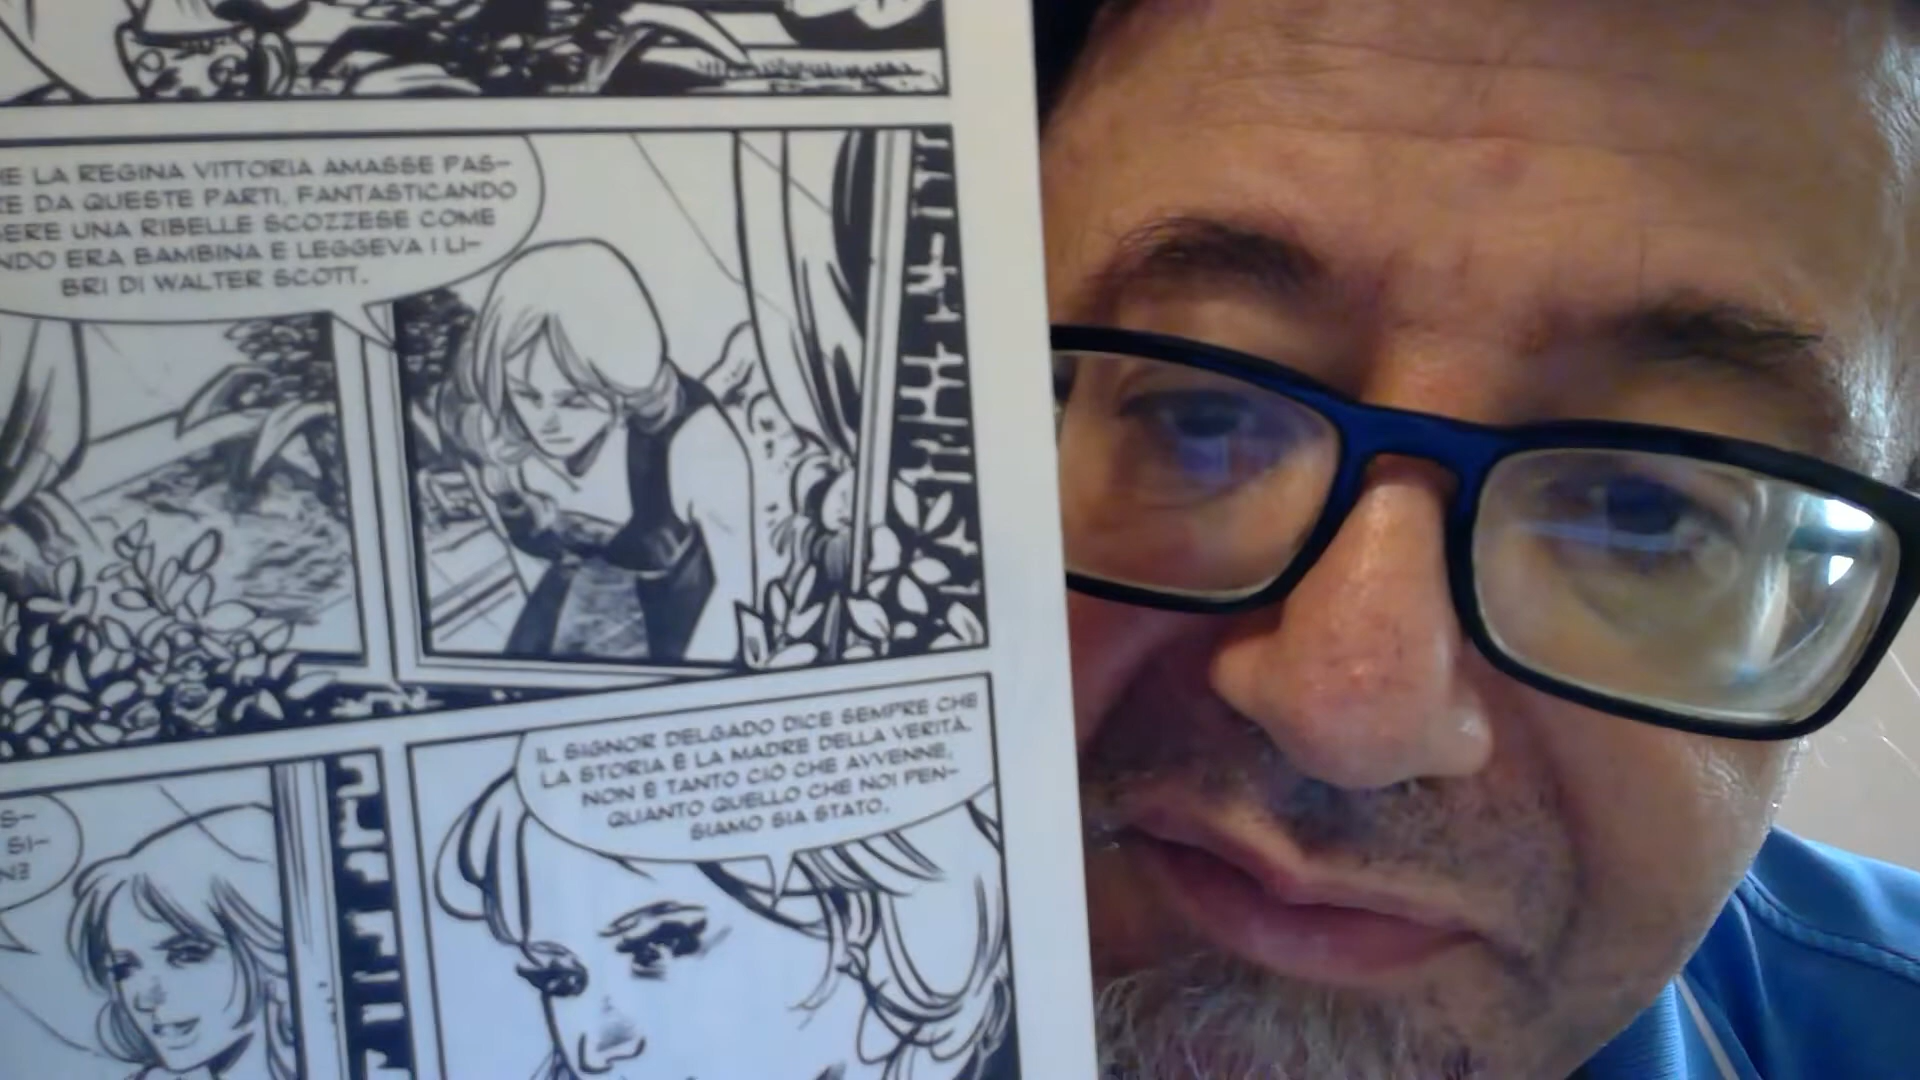 LA REGINA VITTORIA AMASSE PAS-
DA QUESTE PARTI, FANTASTICANDO
UNA RIBELLE SCOZZESE COME
ERA BAMBINA E LEGGEVA I LI-
BRI DI WALTER SCOTT.
S-
SI-
IL SIGNOR DELGADO DICE SEMPRE CHE
LA STORIA È LA MADRE DELLA VERITÀ.
NON È TANTO CIÒ CHE AVVENNE,
QUANTO QUELLO CHE NOI PEN-
SIAMO SIA STATO.